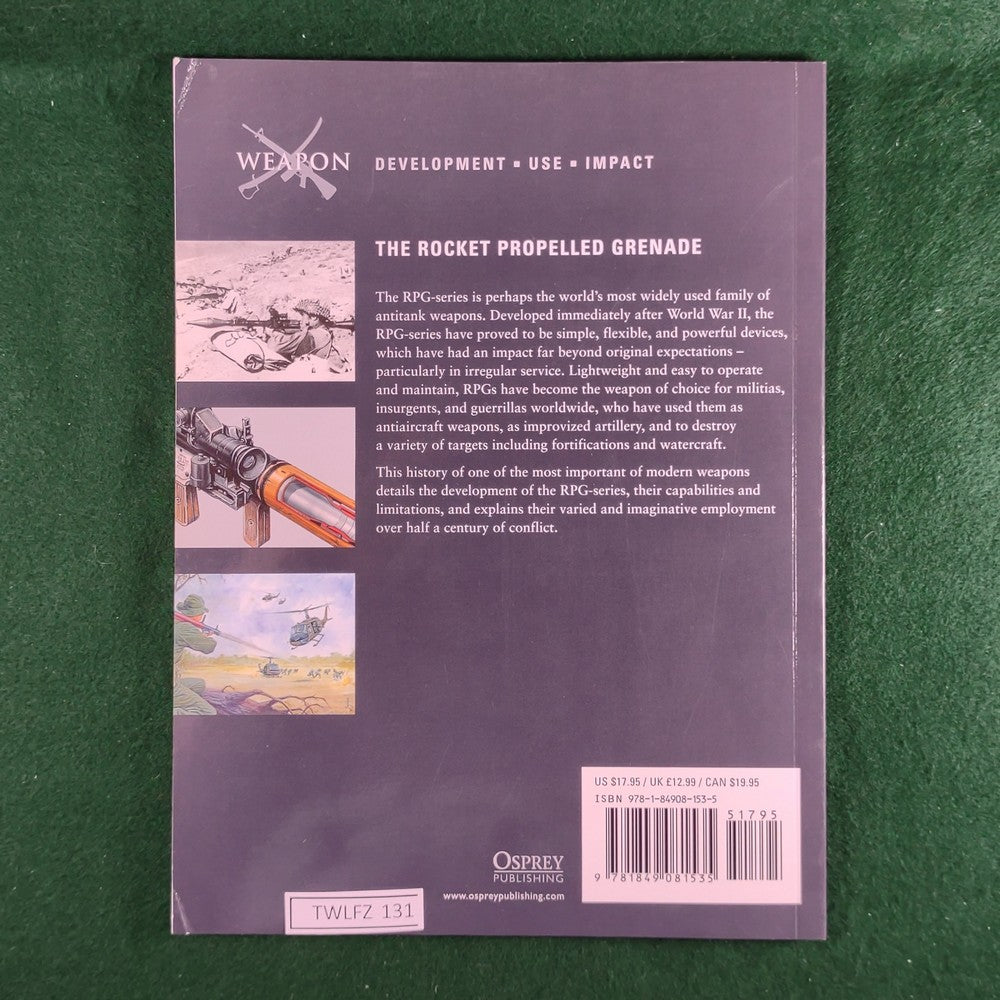 WEAPON
DEVELOPMENT ▪ USE ▪ IMPACT
THE ROCKET PROPELLED GRENADE
The RPG-series is perhaps the world's most widely used family of
antitank weapons. Developed immediately after World War II, the
RPG-series have proved to be simple, flexible, and powerful devices,
which have had an impact far beyond original expectations –
particularly in irregular service. Lightweight and easy to operate
and maintain, RPGs have become the weapon of choice for militias,
insurgents, and guerrillas worldwide, who have used them as
antiaircraft weapons, as improvized artillery, and to destroy
a variety of targets including fortifications and watercraft.
This history of one of the most important of modern weapons
details the development of the RPG-series, their capabilities and
limitations, and explains their varied and imaginative employment
over half a century of conflict.
US $17.95 / UK £12.99 / CAN $19.95
ISBN 978-1-84908-153-5
51795
9 781849 081535
OSPREY
PUBLISHING
www.ospreypublishing.com
TWLFZ 131